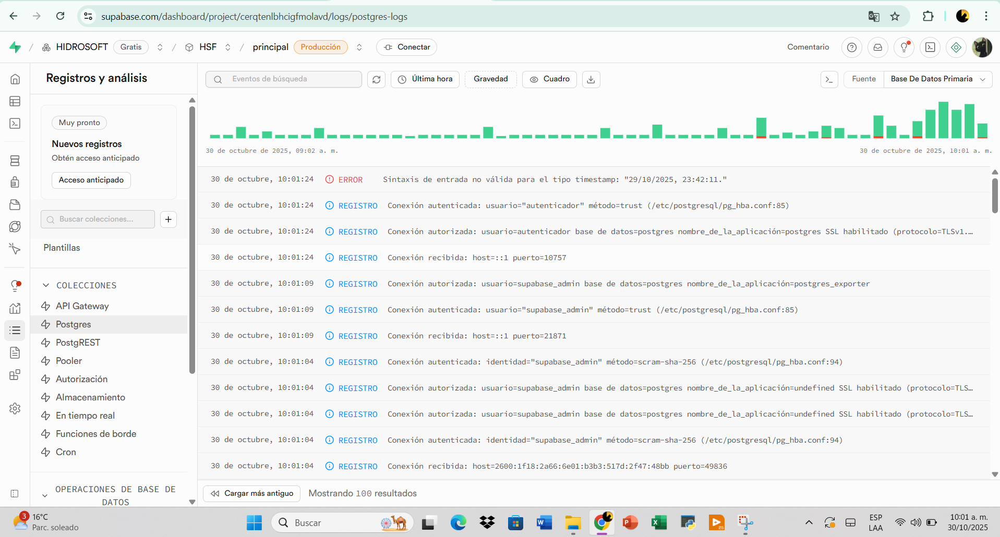 supabase.com/dashboard/project/cerqtenlbhcigfmolavd/logs/postgres-logs
/ HIDROSOFT Gratis / HSF / principal Producción Conectar
Comentario
Registros y análisis
Muy pronto
Nuevos registros
Obtén acceso anticipado
Acceso anticipado
Buscar colecciones...
Plantillas
COLECCIONES
API Gateway
Postgres
PostgREST
Pooler
Autorización
Almacenamiento
En tiempo real
Funciones de borde
Cron
OPERACIONES DE BASE DE
DATOS
Eventos de búsqueda
Última hora
Gravedad
Cuadro
Fuente
Base De Datos Primaria
30 de octubre de 2025, 09:02 a. m.
30 de octubre de 2025, 10:01 a. m.
30 de octubre, 10:01:24 ERROR Sintaxis de entrada no válida para el tipo timestamp: "29/10/2025, 23:42:11."
30 de octubre, 10:01:24 REGISTRO Conexión autenticada: usuario="autenticador" método=trust (/etc/postgresql/pg_hba.conf:85)
30 de octubre, 10:01:24 REGISTRO Conexión autorizada: usuario=autenticador base de datos=postgres nombre_de_la_aplicación=postgres SSL habilitado (protocolo=TLSv1.…
30 de octubre, 10:01:24 REGISTRO Conexión recibida: host=::1 puerto=10757
30 de octubre, 10:01:09 REGISTRO Conexión autorizada: usuario=supabase_admin base de datos=postgres nombre_de_la_aplicación=postgres_exporter
30 de octubre, 10:01:09 REGISTRO Conexión autenticada: usuario="supabase_admin" método=trust (/etc/postgresql/pg_hba.conf:85)
30 de octubre, 10:01:09 REGISTRO Conexión recibida: host=::1 puerto=21871
30 de octubre, 10:01:04 REGISTRO Conexión autenticada: identidad="supabase_admin" método=scram-sha-256 (/etc/postgresql/pg_hba.conf:94)
30 de octubre, 10:01:04 REGISTRO Conexión autorizada: usuario=supabase_admin base de datos=postgres nombre_de_la_aplicación=undefined SSL habilitado (protocolo=TLS…
30 de octubre, 10:01:04 REGISTRO Conexión autorizada: usuario=supabase_admin base de datos=postgres nombre_de_la_aplicación=undefined SSL habilitado (protocolo=TLS…
30 de octubre, 10:01:04 REGISTRO Conexión autenticada: identidad="supabase_admin" método=scram-sha-256 (/etc/postgresql/pg_hba.conf:94)
30 de octubre, 10:01:04 REGISTRO Conexión recibida: host=2600:1f18:2a66:6e01:b3b3:517d:2f47:48bb puerto=49836
Cargar más antiguo
Mostrando 100 resultados
3
16°C
Parc. soleado
Buscar
ESP
LAA
10:01 a. m.
30/10/2025